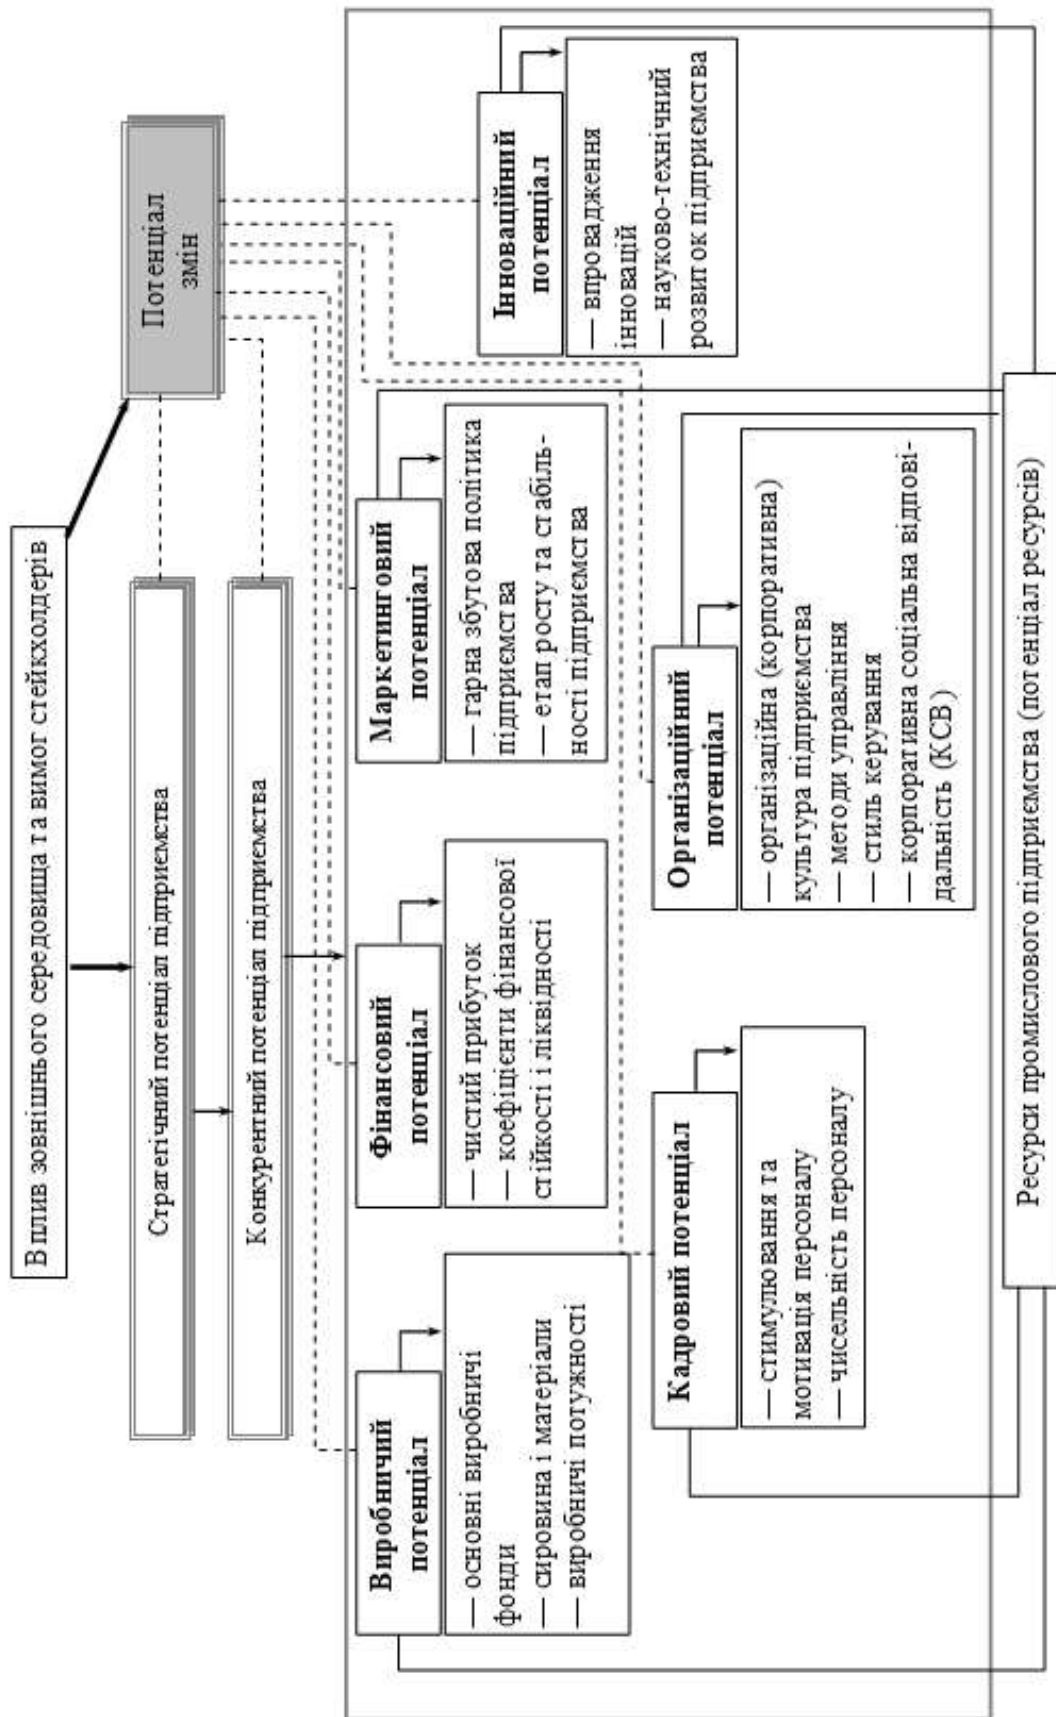 Вплив зовнішнього середовища та вимог стейкхолдерів
Потенціал
змін
Стратегічний потенціал підприємства
Конкурентний потенціал підприємства
Виробничий
потенціал
— основні виробничі
фонди
— сировина і матеріали
— виробничі потужності
Фінансовий
потенціал
— чистий прибуток
— коефіцієнти фінансової
стійкості і ліквідності
Маркетинговий
потенціал
— гарна збутова політика
підприємства
— етап росту та стабіль-
ності підприємства
Інноваційний
потенціал
— впровадження
інновацій
— науково-технічний
розвиток підприємства
Кадровий потенціал
— стимулювання та
мотивація персоналу
— чисельність персоналу
Організаційний
потенціал
— організаційна (корпоративна)
культура підприємства
— методи управління
— стиль керування
— корпоративна соціальна відпові-
дальність (КСВ)
Ресурси промислового підприємства (потенціал ресурсів)